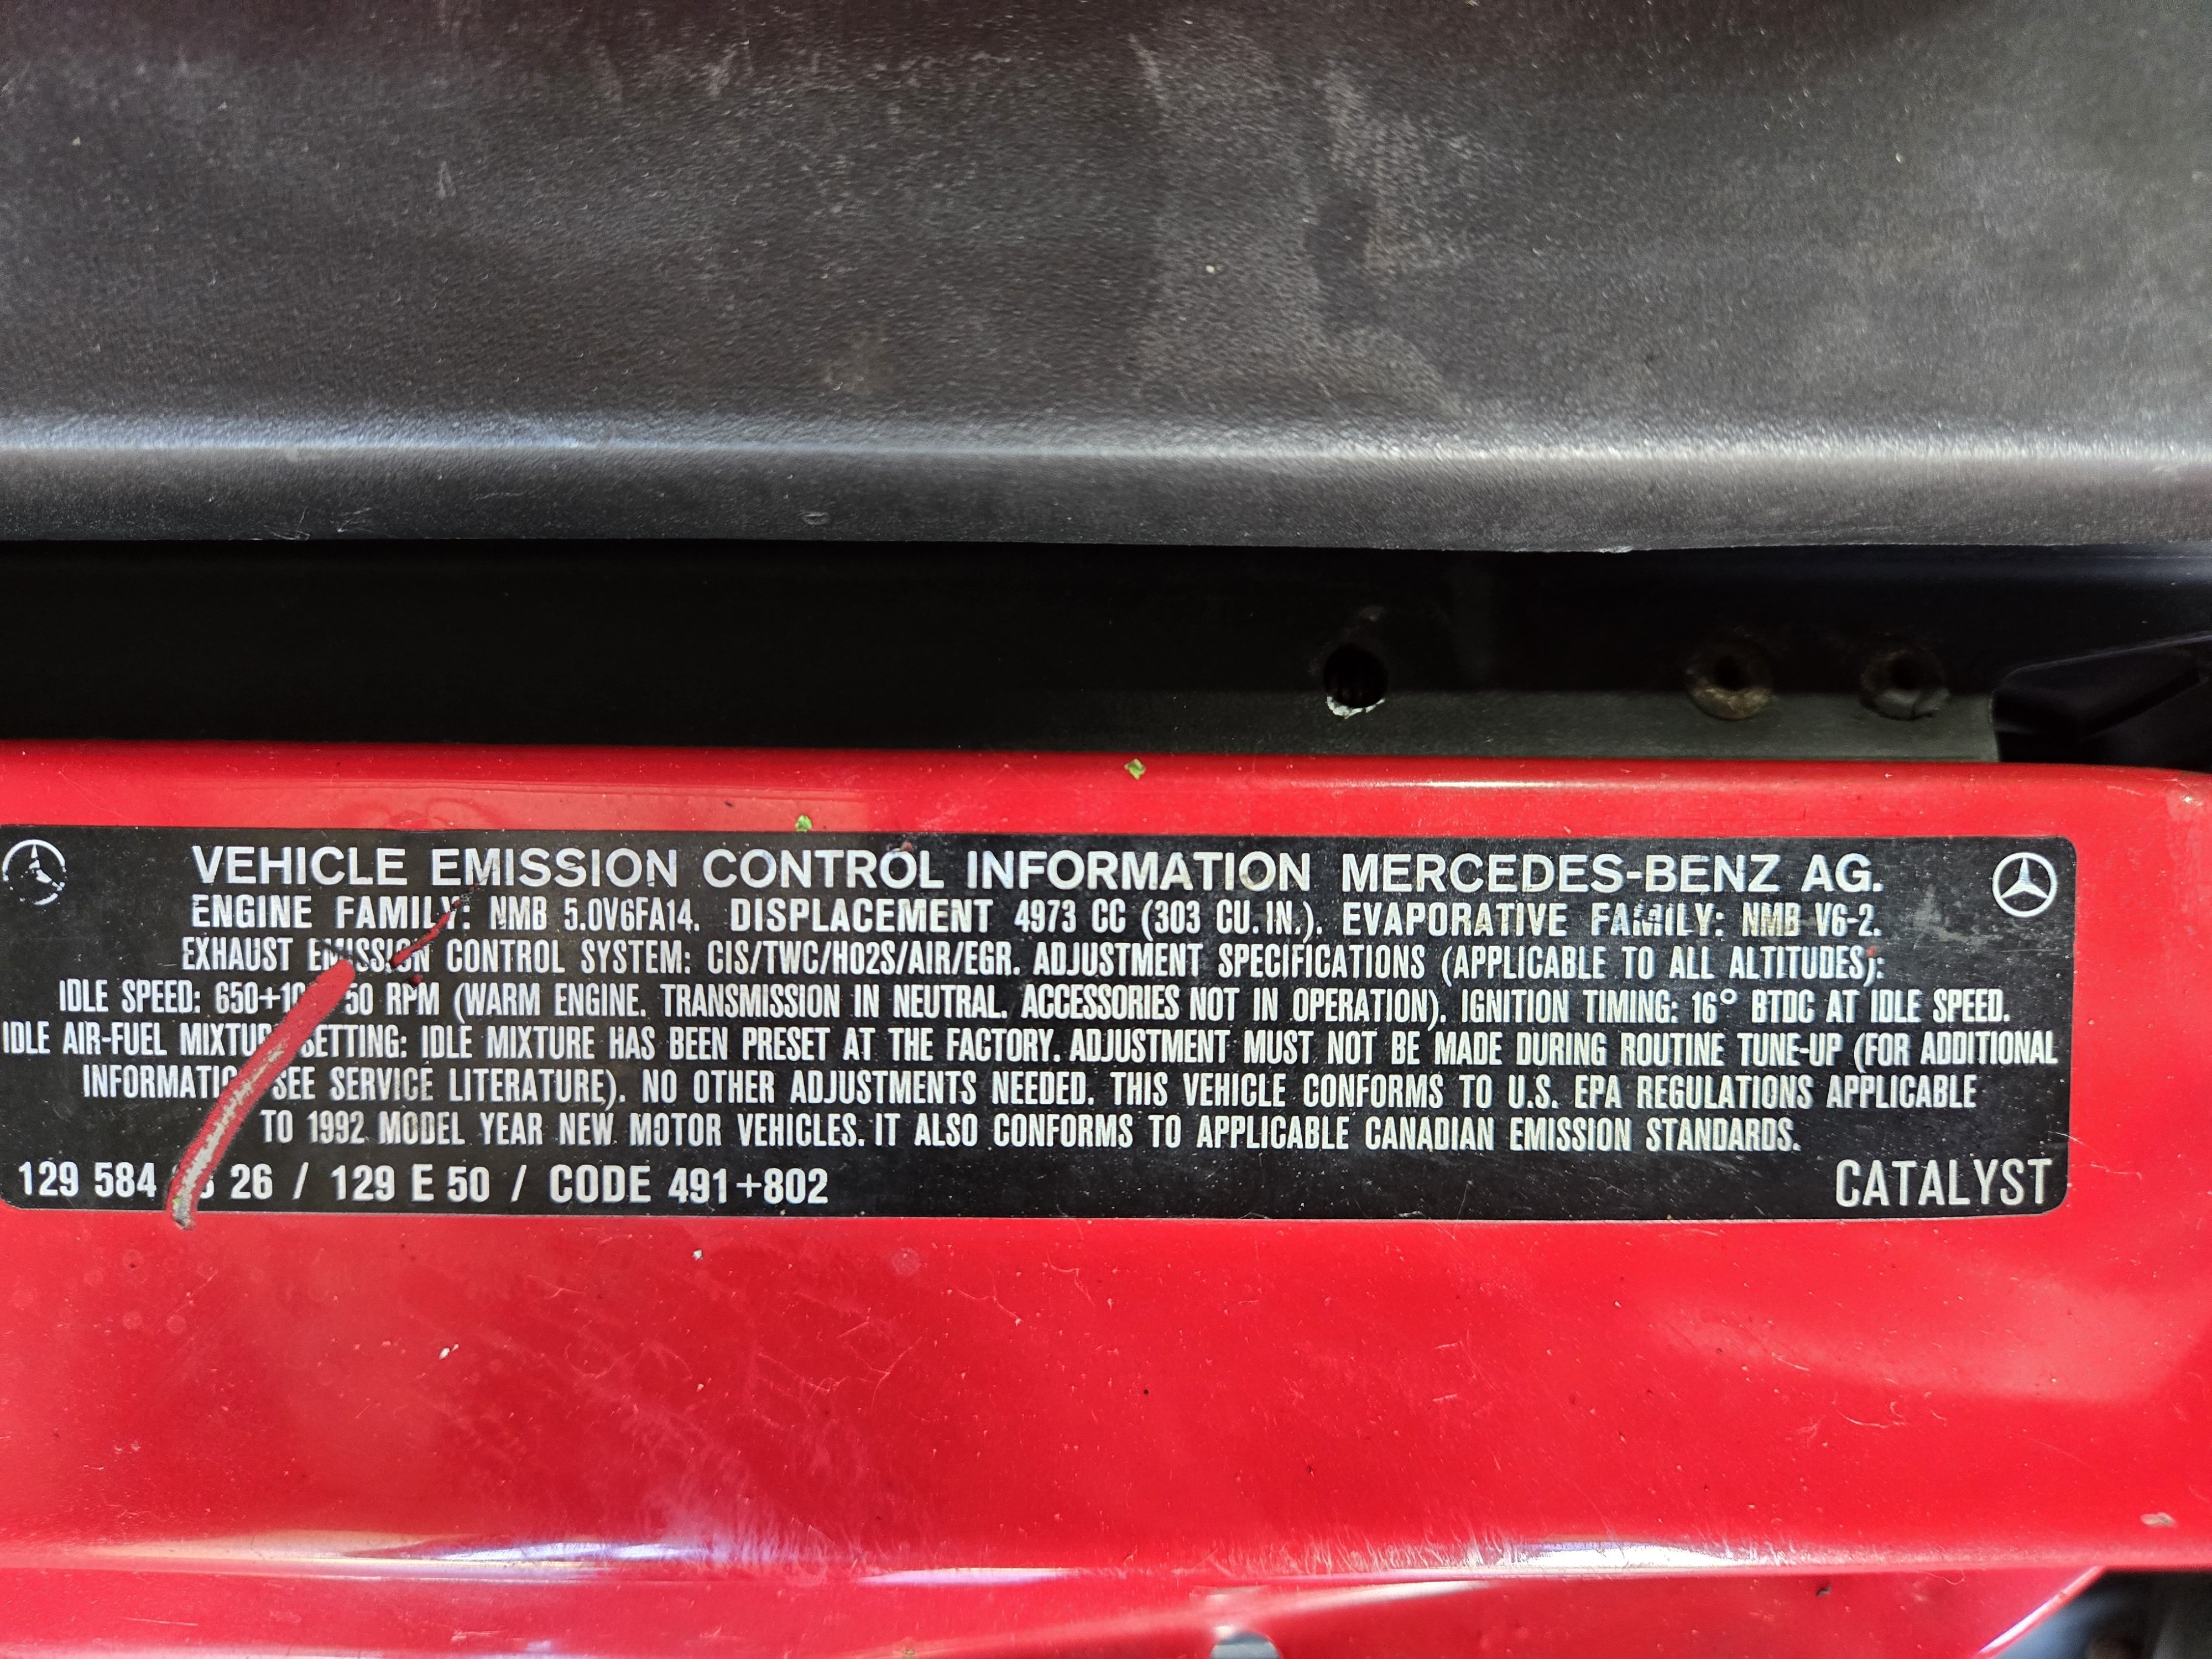 VEHICLE EMISSION CONTROL INFORMATION MERCEDES-BENZ AG.
ENGINE FAMILY: NMB 5.0V6FA14. DISPLACEMENT 4973 CC (303 CU.IN.). EVAPORATIVE FAMILY: NMB V6-2.
EXHAUST EMISSION CONTROL SYSTEM: CIS/TWC/HO2S/AIR/EGR. ADJUSTMENT SPECIFICATIONS (APPLICABLE TO ALL ALTITUDES):
IDLE SPEED: 50 RPM (WARM ENGINE. TRANSMISSION IN NEUTRAL. ACCESSORIES NOT IN OPERATION). IGNITION TIMING: 16° BTDC AT IDLE SPEED.
IDLE AIR-FUEL MIXTURE SETTING: IDLE MIXTURE HAS BEEN PRESET AT THE FACTORY. ADJUSTMENT MUST NOT BE MADE DURING ROUTINE TUNE-UP (FOR ADDITIONAL
INFORMATION SEE SERVICE LITERATURE). NO OTHER ADJUSTMENTS NEEDED. THIS VEHICLE CONFORMS TO U.S. EPA REGULATIONS APPLICABLE
TO 1992 MODEL YEAR NEW MOTOR VEHICLES. IT ALSO CONFORMS TO APPLICABLE CANADIAN EMISSION STANDARDS.
129 584 26 / 129 E 50 / CODE 491+802
CATALYST